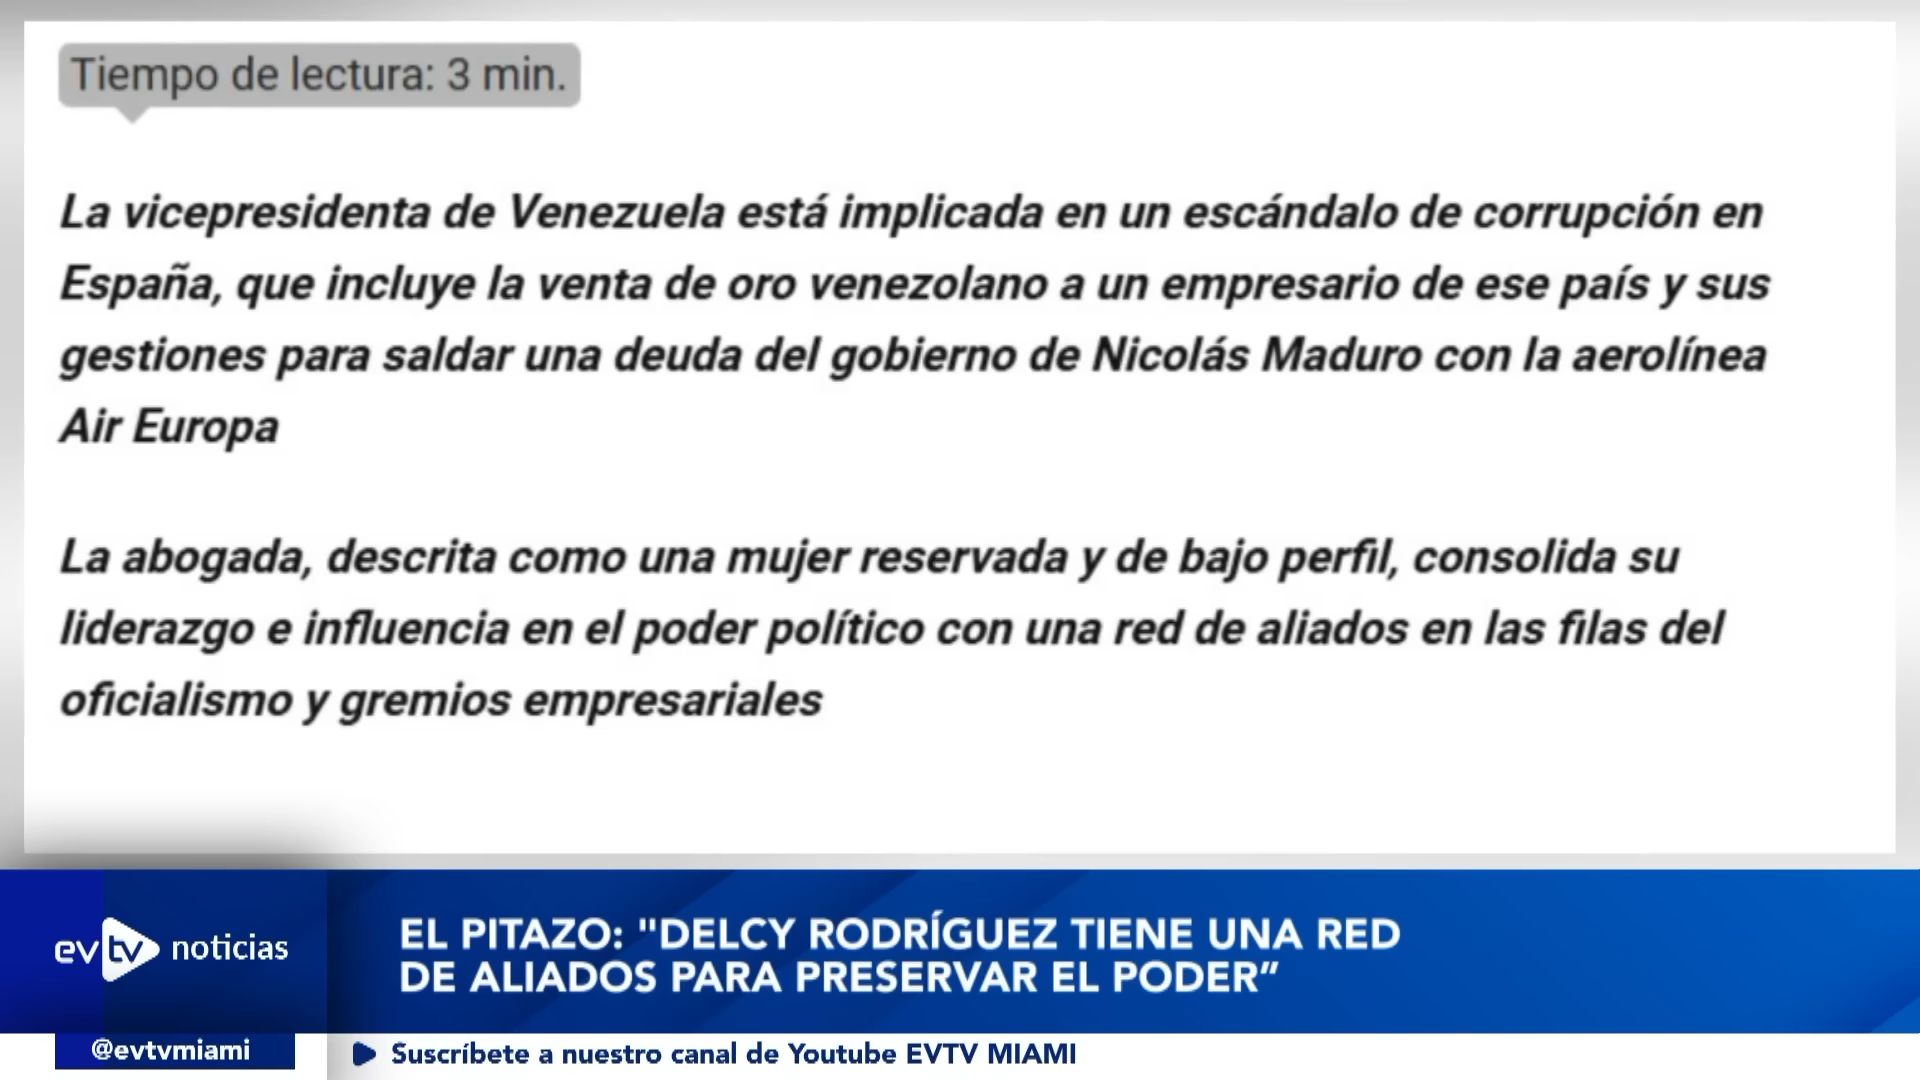 Tiempo de lectura: 3 min.
La vicepresidenta de Venezuela está implicada en un escándalo de corrupción en
España, que incluye la venta de oro venezolano a un empresario de ese país y sus
gestiones para saldar una deuda del gobierno de Nicolás Maduro con la aerolínea
Air Europa
La abogada, descrita como una mujer reservada y de bajo perfil, consolida su
liderazgo e influencia en el poder político con una red de aliados en las filas del
oficialismo y gremios empresariales
evtv noticias
EL PITAZO: "DELCY RODRÍGUEZ TIENE UNA RED
DE ALIADOS PARA PRESERVAR EL PODER”
@evtvmiami
Suscríbete a nuestro canal de Youtube EVTV MIAMI